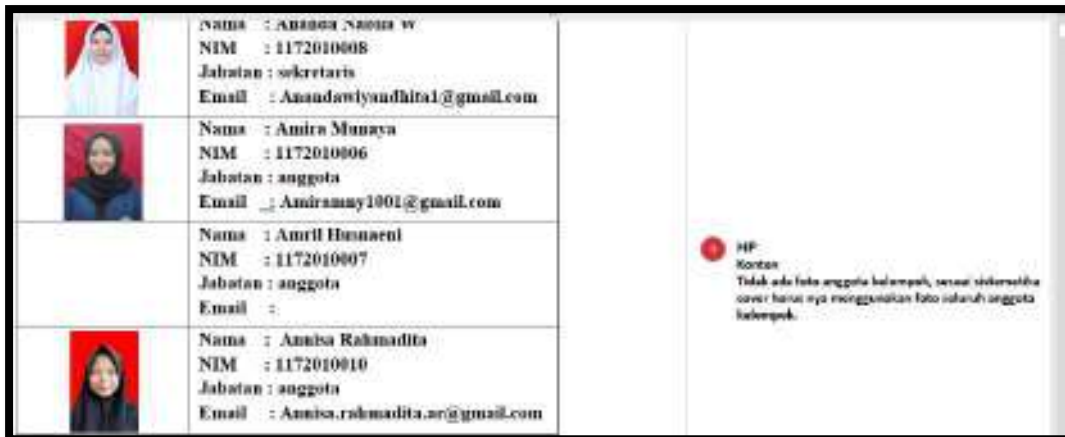 Nama : Ananda Naona W
NIM : 1172010008
Jabatan : sekretaris
Email : Anandawiyandhita1@gmail.com
Nama : Amira Munaya
NIM : 1172010006
Jabatan : anggota
Email : Amiramny1001@gmail.com
Nama : Amril Husnaeni
NIM : 1172010007
Jabatan : anggota
Email :
Nama : Annisa Rahmadita
NIM : 1172010010
Jabatan : anggota
Email : Annisa.rahmadita.ar@gmail.com
HP
Konten
Tidak ada foto anggota kelompok, sesuai sistematika
cover harus nya menggunakan foto seluruh anggota
kelompok.